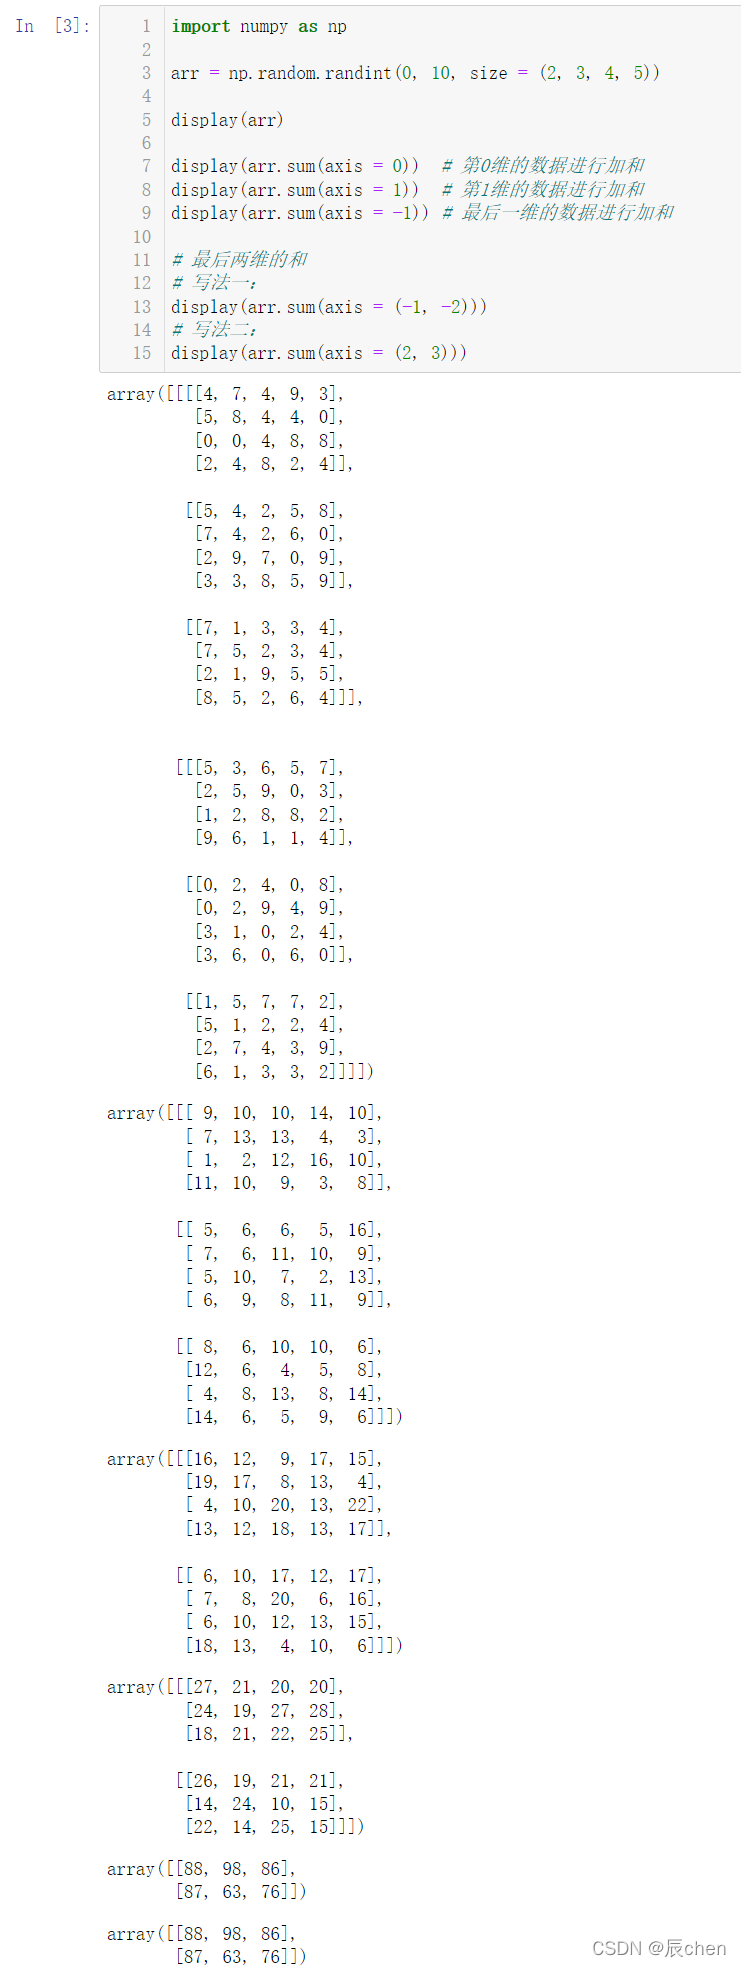 In [3]:
1 import numpy as np
2
3 arr = np.random.randint(0, 10, size = (2, 3, 4, 5))
4
5 display(arr)
6
7 display(arr.sum(axis = 0))  # 第0维的数据进行加和
8 display(arr.sum(axis = 1))  # 第1维的数据进行加和
9 display(arr.sum(axis = -1)) # 最后一维的数据进行加和
10
11 # 最后两维的和
12 # 写法一：
13 display(arr.sum(axis = (-1, -2)))
14 # 写法二：
15 display(arr.sum(axis = (2, 3)))
array([[[[4, 7, 4, 9, 3],
[5, 8, 4, 4, 0],
[0, 0, 4, 8, 8],
[2, 4, 8, 2, 4]],
[[5, 4, 2, 5, 8],
[7, 4, 2, 6, 0],
[2, 9, 7, 0, 9],
[3, 3, 8, 5, 9]],
[[7, 1, 3, 3, 4],
[7, 5, 2, 3, 4],
[2, 1, 9, 5, 5],
[8, 5, 2, 6, 4]]],
[[[5, 3, 6, 5, 7],
[2, 5, 9, 0, 3],
[1, 2, 8, 8, 2],
[9, 6, 1, 1, 4]],
[[0, 2, 4, 0, 8],
[0, 2, 9, 4, 9],
[3, 1, 0, 2, 4],
[3, 6, 0, 6, 0]],
[[1, 5, 7, 7, 2],
[5, 1, 2, 2, 4],
[2, 7, 4, 3, 9],
[6, 1, 3, 3, 2]]]])
array([[[ 9, 10, 10, 14, 10],
[ 7, 13, 13,  4,  3],
[ 1,  2, 12, 16, 10],
[11, 10,  9,  3,  8]],
[[ 5,  6,  6,  5, 16],
[ 7,  6, 11, 10,  9],
[ 5, 10,  7,  2, 13],
[ 6,  9,  8, 11,  9]],
[[ 8,  6, 10, 10,  6],
[12,  6,  4,  5,  8],
[ 4,  8, 13,  8, 14],
[14,  6,  5,  9,  6]]])
array([[[16, 12,  9, 17, 15],
[19, 17,  8, 13,  4],
[ 4, 10, 20, 13, 22],
[13, 12, 18, 13, 17]],
[[ 6, 10, 17, 12, 17],
[ 7,  8, 20,  6, 16],
[ 6, 10, 12, 13, 15],
[18, 13,  4, 10,  6]]])
array([[[27, 21, 20, 20],
[24, 19, 27, 28],
[18, 21, 22, 25]],
[[26, 19, 21, 21],
[14, 24, 10, 15],
[22, 14, 25, 15]]])
array([[88, 98, 86],
[87, 63, 76]])
array([[88, 98, 86],
[87, 63, 76]])
CSDN @辰chen